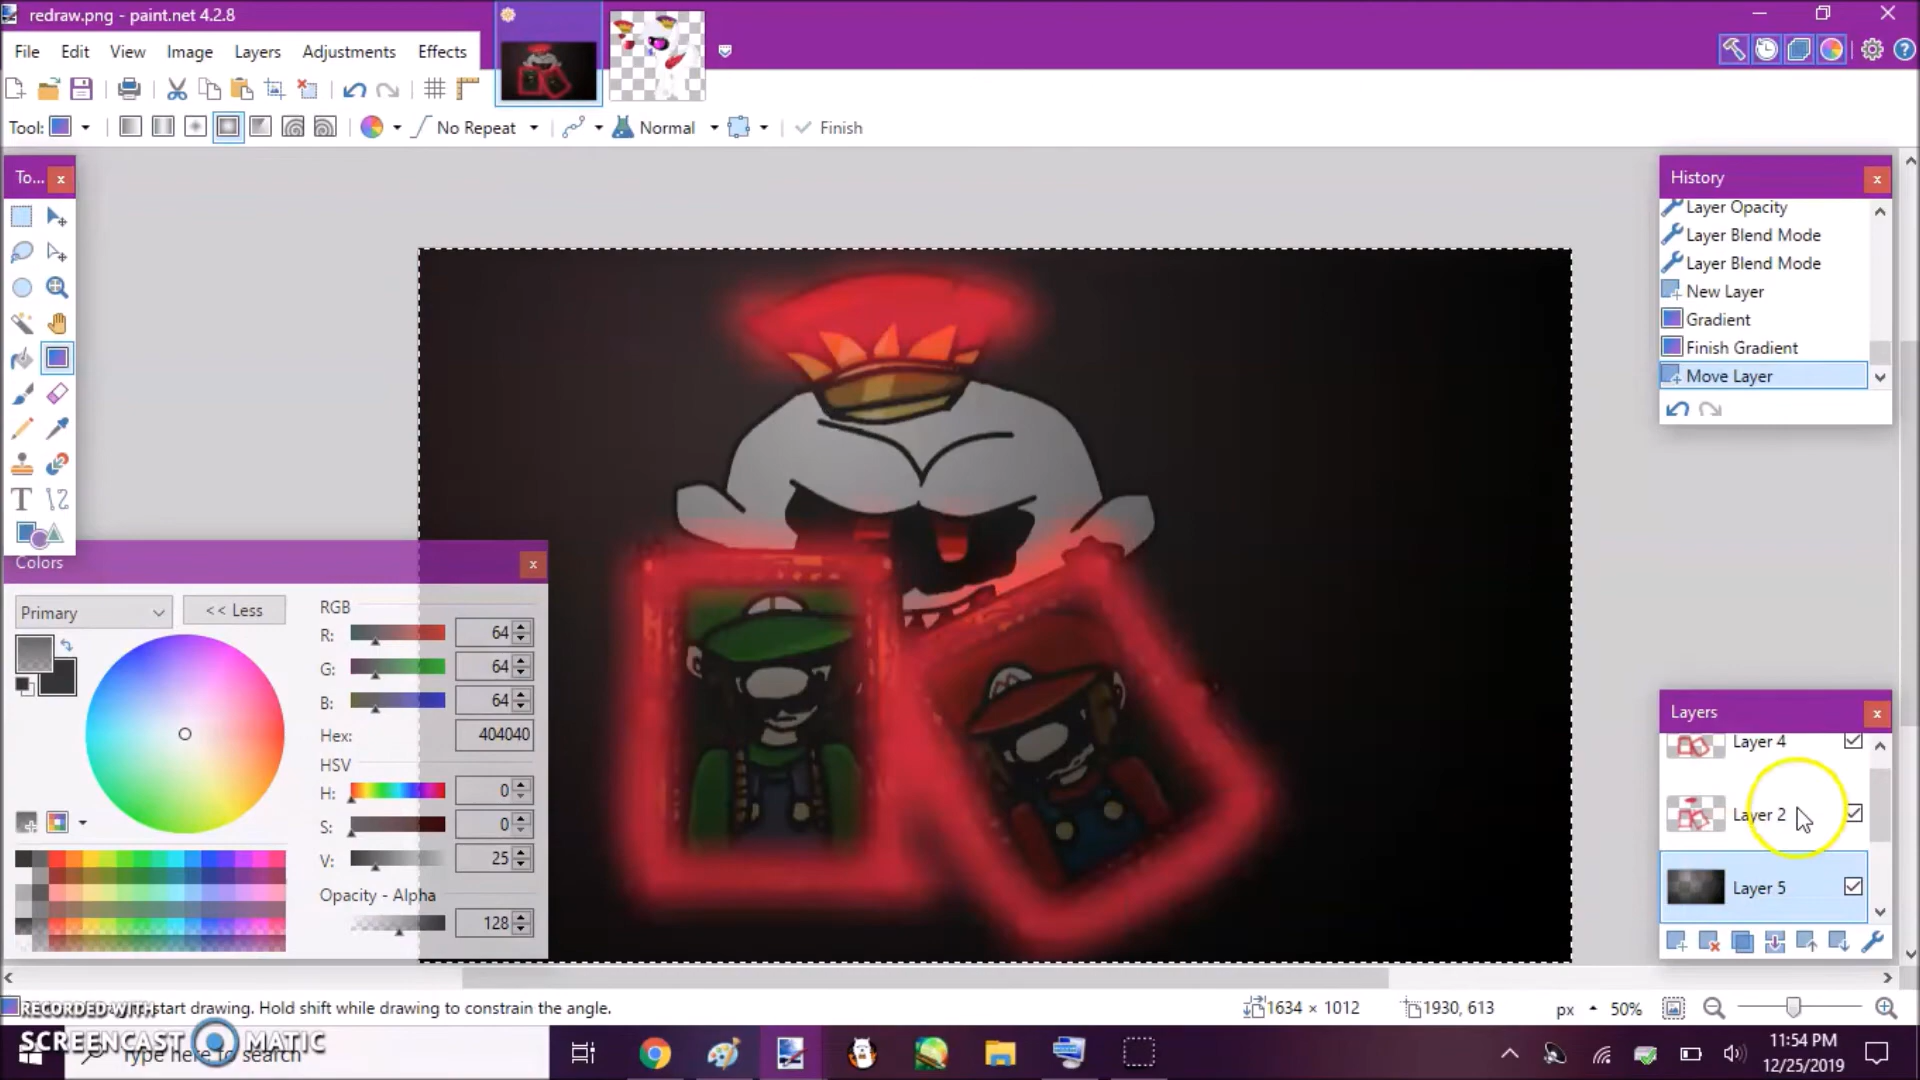 redraw.png - paint.net 4.2.8
File Edit View Image Layers Adjustments Effects
Tool: No Repeat Normal Finish
To...
History
Layer Opacity
Layer Blend Mode
Layer Blend Mode
New Layer
Gradient
Finish Gradient
Move Layer
Colors
Primary
<< Less
RGB
R: 64
G: 64
B: 64
Hex: 404040
HSV
H: 0
S: 0
V: 25
Opacity - Alpha
128
M
Layers
Layer 4
Layer 2
Layer 5
start drawing. Hold shift while drawing to constrain the angle.
1634 × 1012
1930, 613
px
50%
RECORDED WITH
SCREENCAST MATIC
Type here to search
11:54 PM
12/25/2019